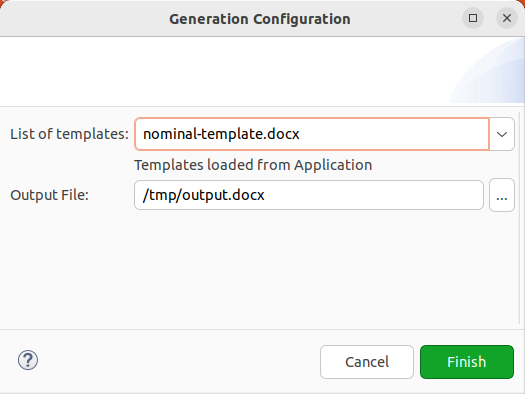 Generation Configuration
List of templates: nominal-template.docx
Templates loaded from Application
Output File: /tmp/output.docx ...
? Cancel Finish